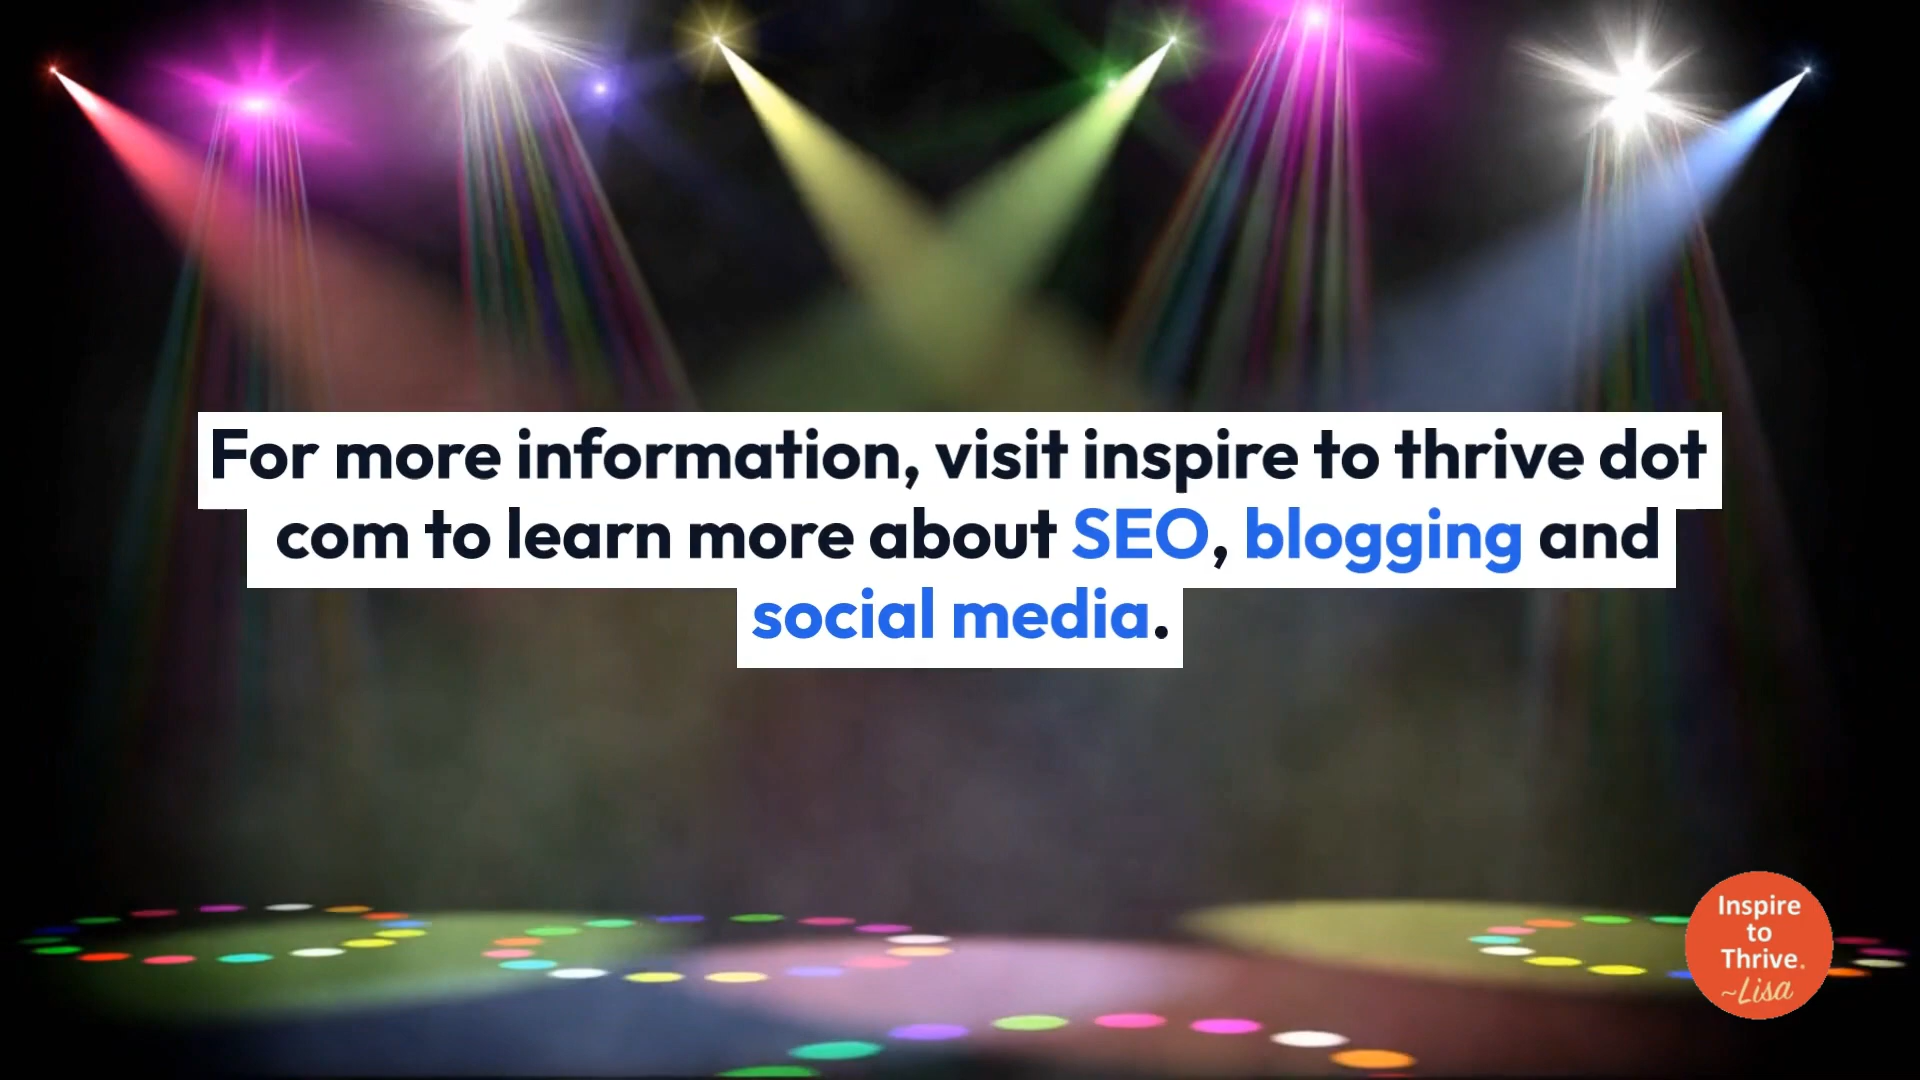 For more information, visit inspire to thrive dot
com to learn more about SEO, blogging and
social media.
Inspire
to
Thrive.
~Lisa